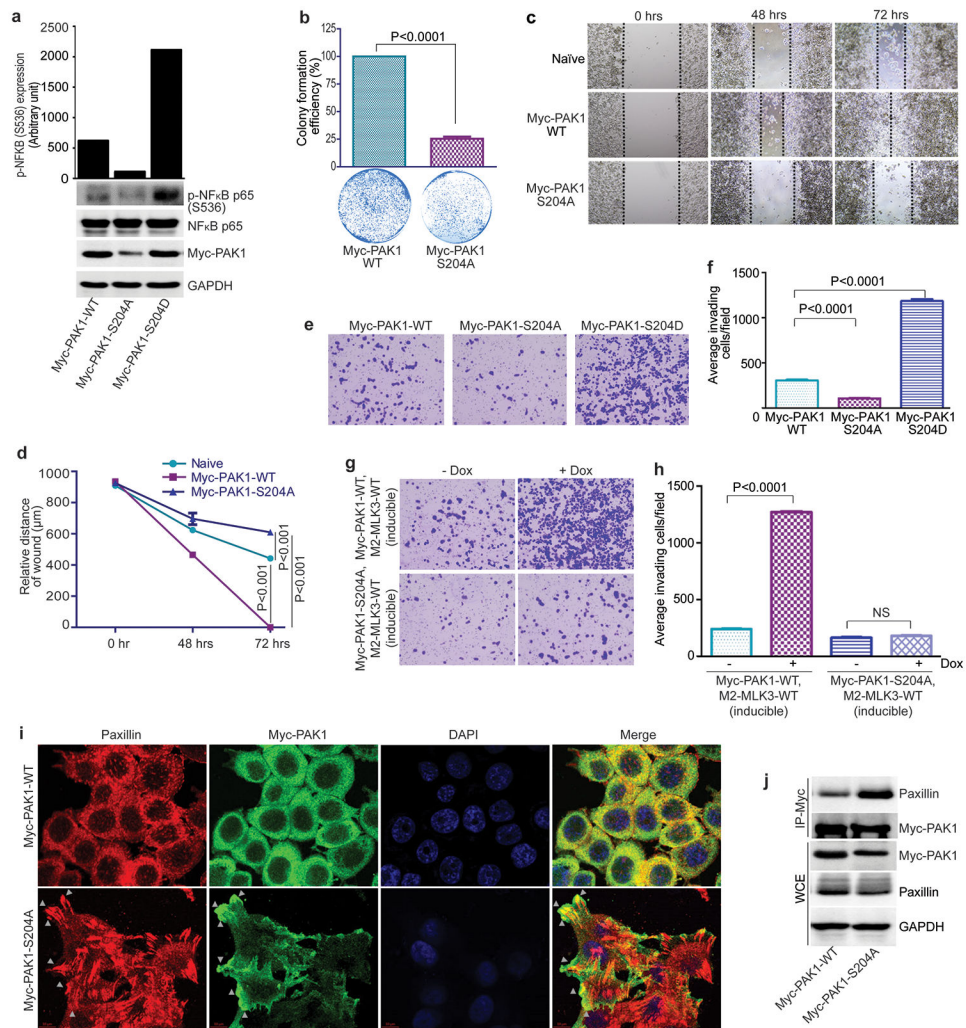 a
p-NFKB (S536) expression
(Arbitrary unit)
2500
2000
1500
1000
500
0
p-NFκB p65
(S536)
NFκB p65
Myc-PAK1
GAPDH
Myc-PAK1-WT
Myc-PAK1-S204A
Myc-PAK1-S204D
b
P<0.0001
Colony formation
efficiency (%)
125
100
75
50
25
0
Myc-PAK1
WT
Myc-PAK1
S204A
c
0 hrs
48 hrs
72 hrs
Naïve
Myc-PAK1
WT
Myc-PAK1
S204A
d
Naive
Myc-PAK1-WT
Myc-PAK1-S204A
Relative distance
of wound (µm)
1000
800
600
400
200
0
0 hr
48 hrs
72 hrs
P<0.001
P<0.001
P<0.001
e
Myc-PAK1-WT
Myc-PAK1-S204A
Myc-PAK1-S204D
f
Average invading
cells/field
1500
1000
500
0
P<0.0001
P<0.0001
Myc-PAK1
WT
Myc-PAK1
S204A
Myc-PAK1
S204D
g
- Dox
+ Dox
Myc-PAK1-WT,
M2-MLK3-WT
(inducible)
Myc-PAK1-S204A,
M2-MLK3-WT
(inducible)
h
Average invading cells/field
1500
1000
500
0
P<0.0001
NS
- + - + Dox
Myc-PAK1-WT,
M2-MLK3-WT
(inducible)
Myc-PAK1-S204A,
M2-MLK3-WT
(inducible)
i
Paxillin
Myc-PAK1
DAPI
Merge
Myc-PAK1-WT
Myc-PAK1-S204A
j
IP-Myc
Paxillin
Myc-PAK1
WCE
Myc-PAK1
Paxillin
GAPDH
Myc-PAK1-WT
Myc-PAK1-S204A